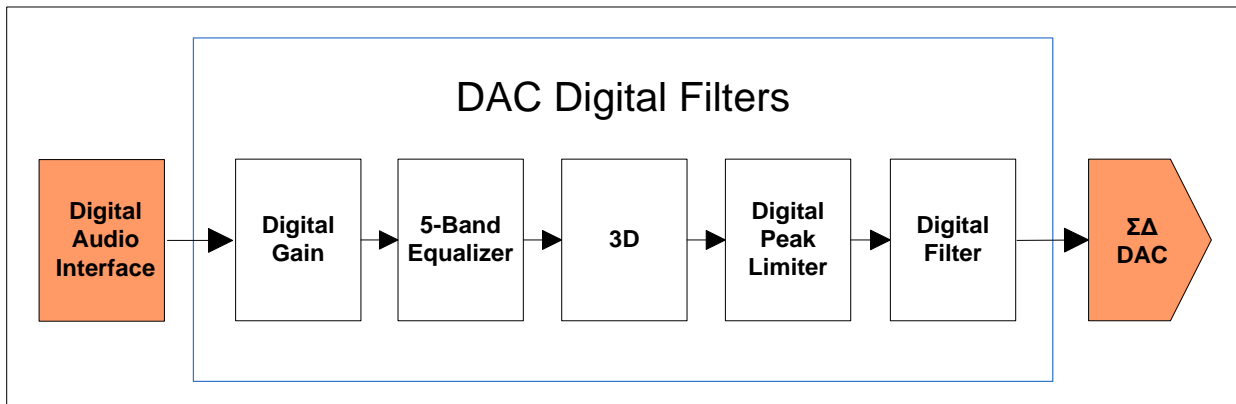 DAC Digital Filters
Digital
Audio
Interface
Digital
Gain
5-Band
Equalizer
3D
Digital
Peak
Limiter
Digital
Filter
ΣΔ
DAC